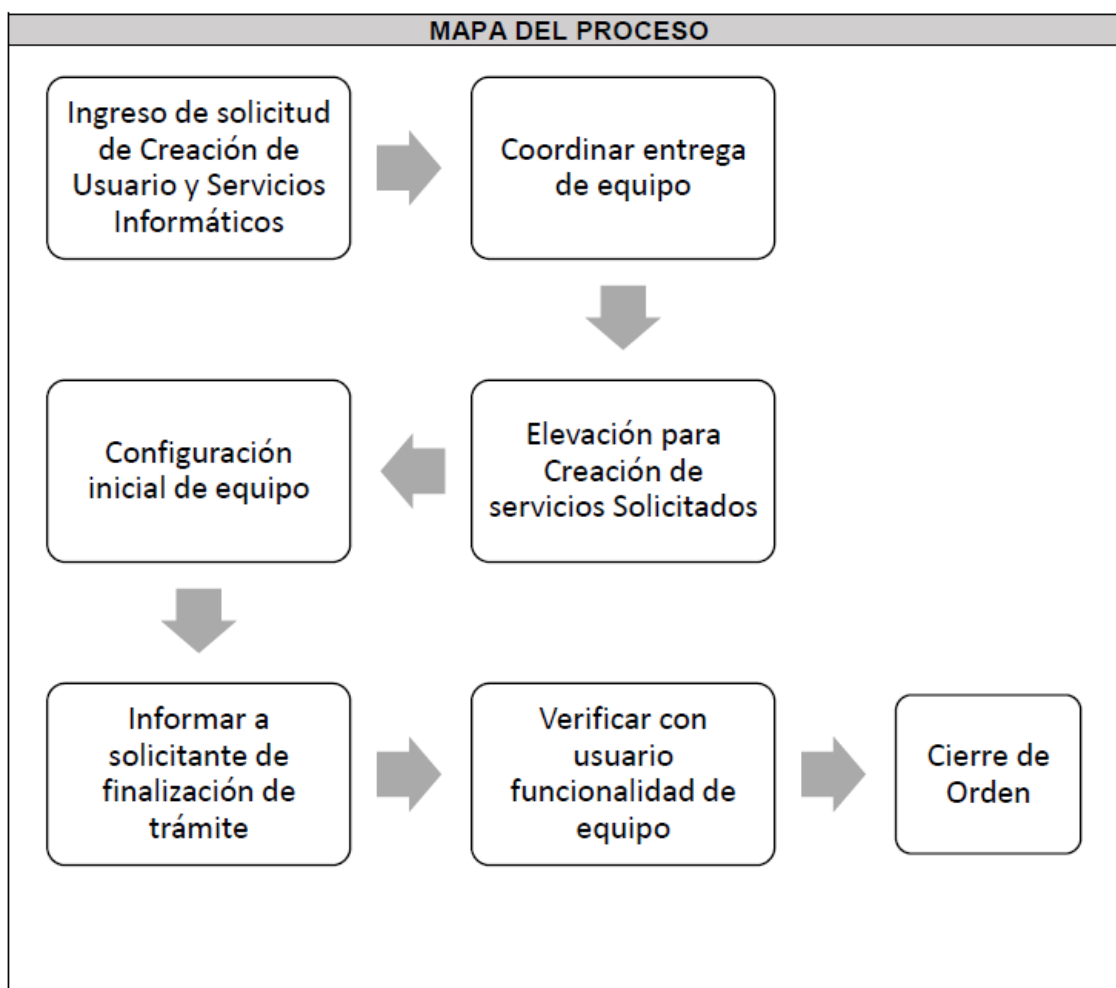 MAPA DEL PROCESO
Ingreso de solicitud
de Creación de
Usuario y Servicios
Informáticos
Coordinar entrega
de equipo
Elevación para
Creación de
servicios Solicitados
Configuración
inicial de equipo
Informar a
solicitante de
finalización de
trámite
Verificar con
usuario
funcionalidad de
equipo
Cierre de
Orden